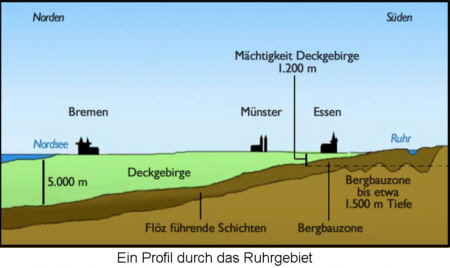 Norden
Süden
Mächtigkeit Deckgebirge
1.200 m
Bremen
Münster
Essen
Nordsee
Ruhr
5.000 m
Deckgebirge
Bergbauzone
bis etwa
1.500 m Tiefe
Flöz führende Schichten
Bergbauzone
Ein Profil durch das Ruhrgebiet